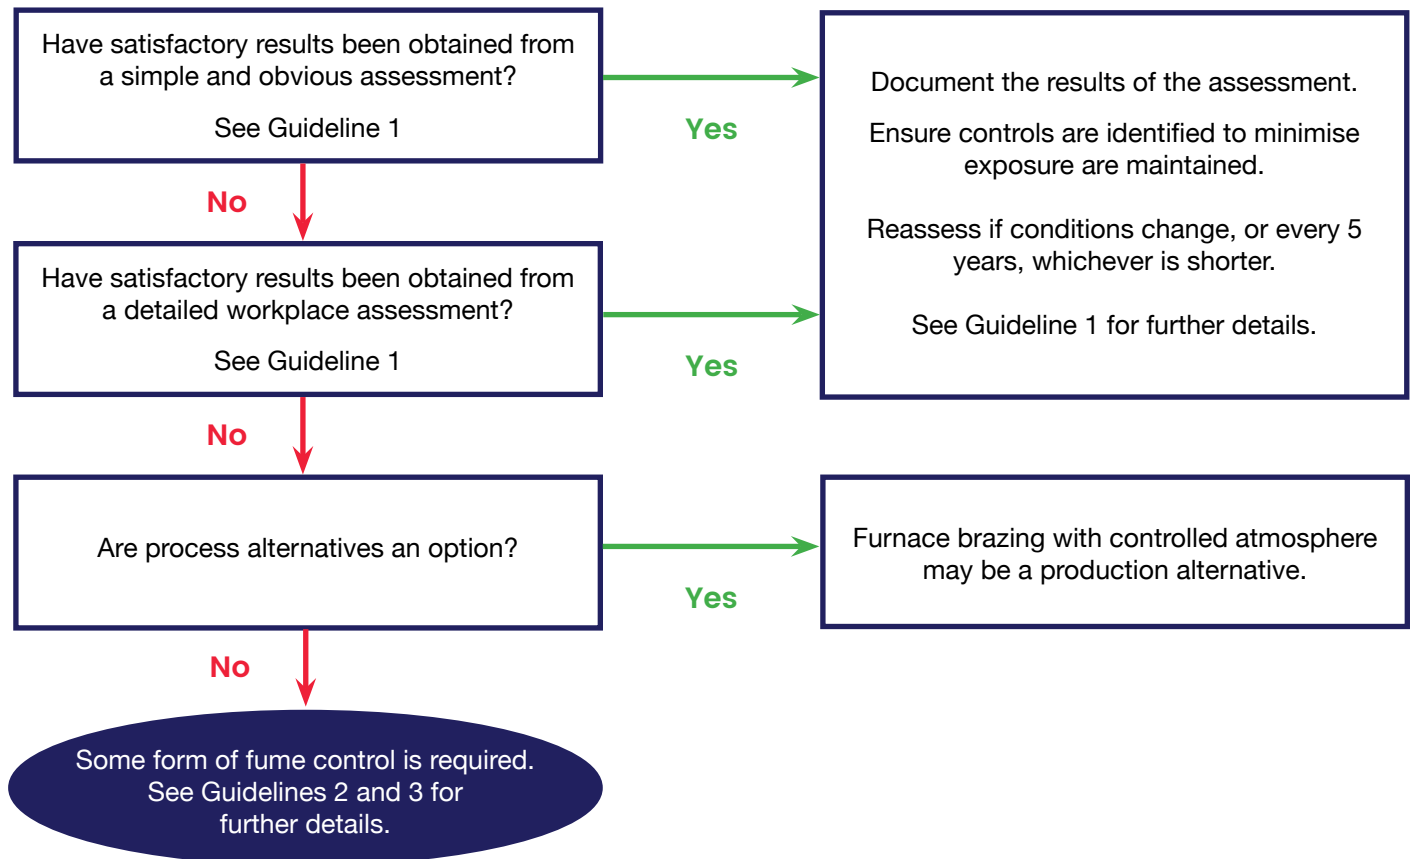 Have satisfactory results been obtained from
a simple and obvious assessment?
See Guideline 1
Yes
Document the results of the assessment.
Ensure controls are identified to minimise
exposure are maintained.
Reassess if conditions change, or every 5
years, whichever is shorter.
See Guideline 1 for further details.
No
Have satisfactory results been obtained from
a detailed workplace assessment?
See Guideline 1
Yes
No
Are process alternatives an option?
Yes
Furnace brazing with controlled atmosphere
may be a production alternative.
No
Some form of fume control is required.
See Guidelines 2 and 3 for
further details.